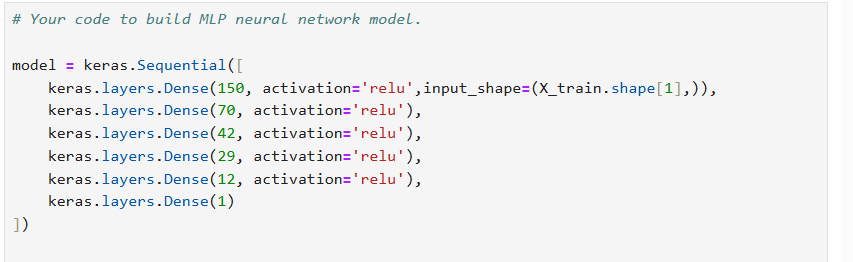 # Your code to build MLP neural network model.
model = keras.Sequential([
    keras.layers.Dense(150, activation='relu',input_shape=(X_train.shape[1],)),
    keras.layers.Dense(70, activation='relu'),
    keras.layers.Dense(42, activation='relu'),
    keras.layers.Dense(29, activation='relu'),
    keras.layers.Dense(12, activation='relu'),
    keras.layers.Dense(1)
])